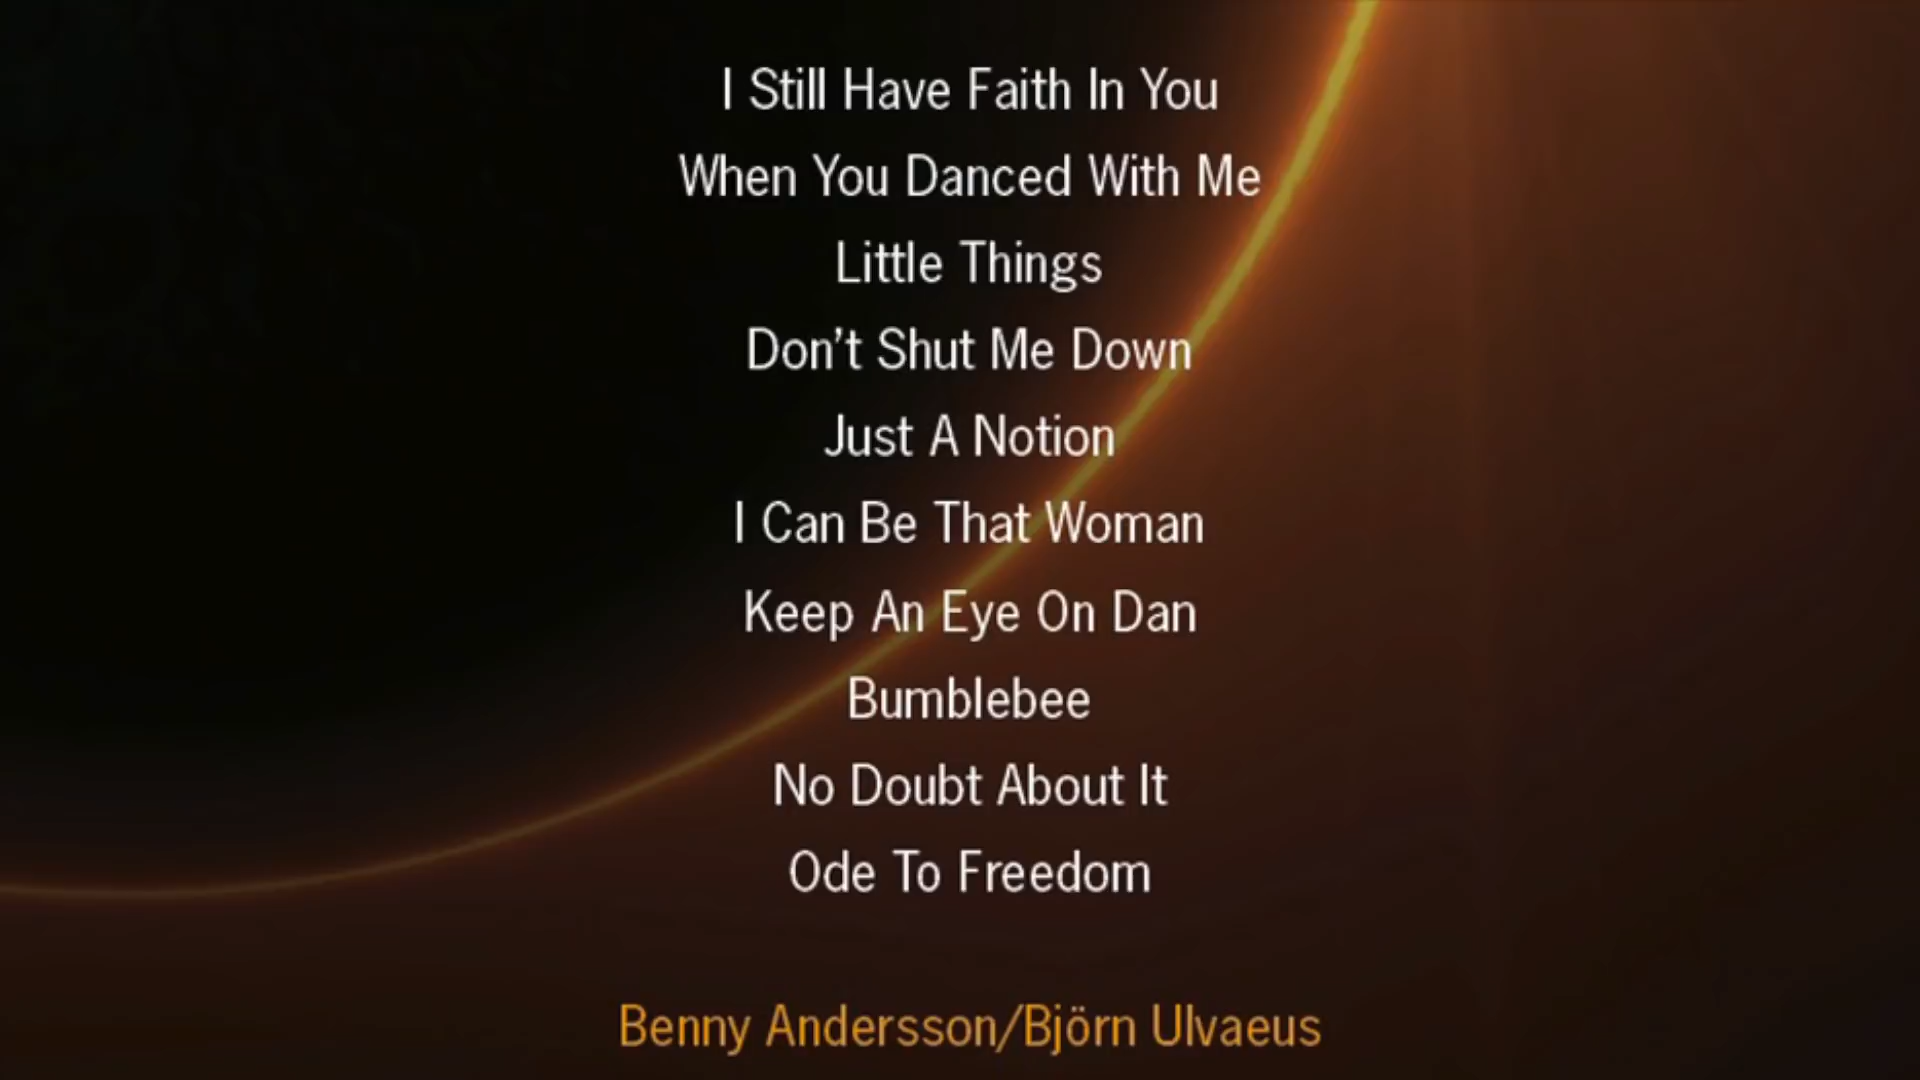 I Still Have Faith In You
When You Danced With Me
Little Things
Don’t Shut Me Down
Just A Notion
I Can Be That Woman
Keep An Eye On Dan
Bumblebee
No Doubt About It
Ode To Freedom
Benny Andersson/Björn Ulvaeus